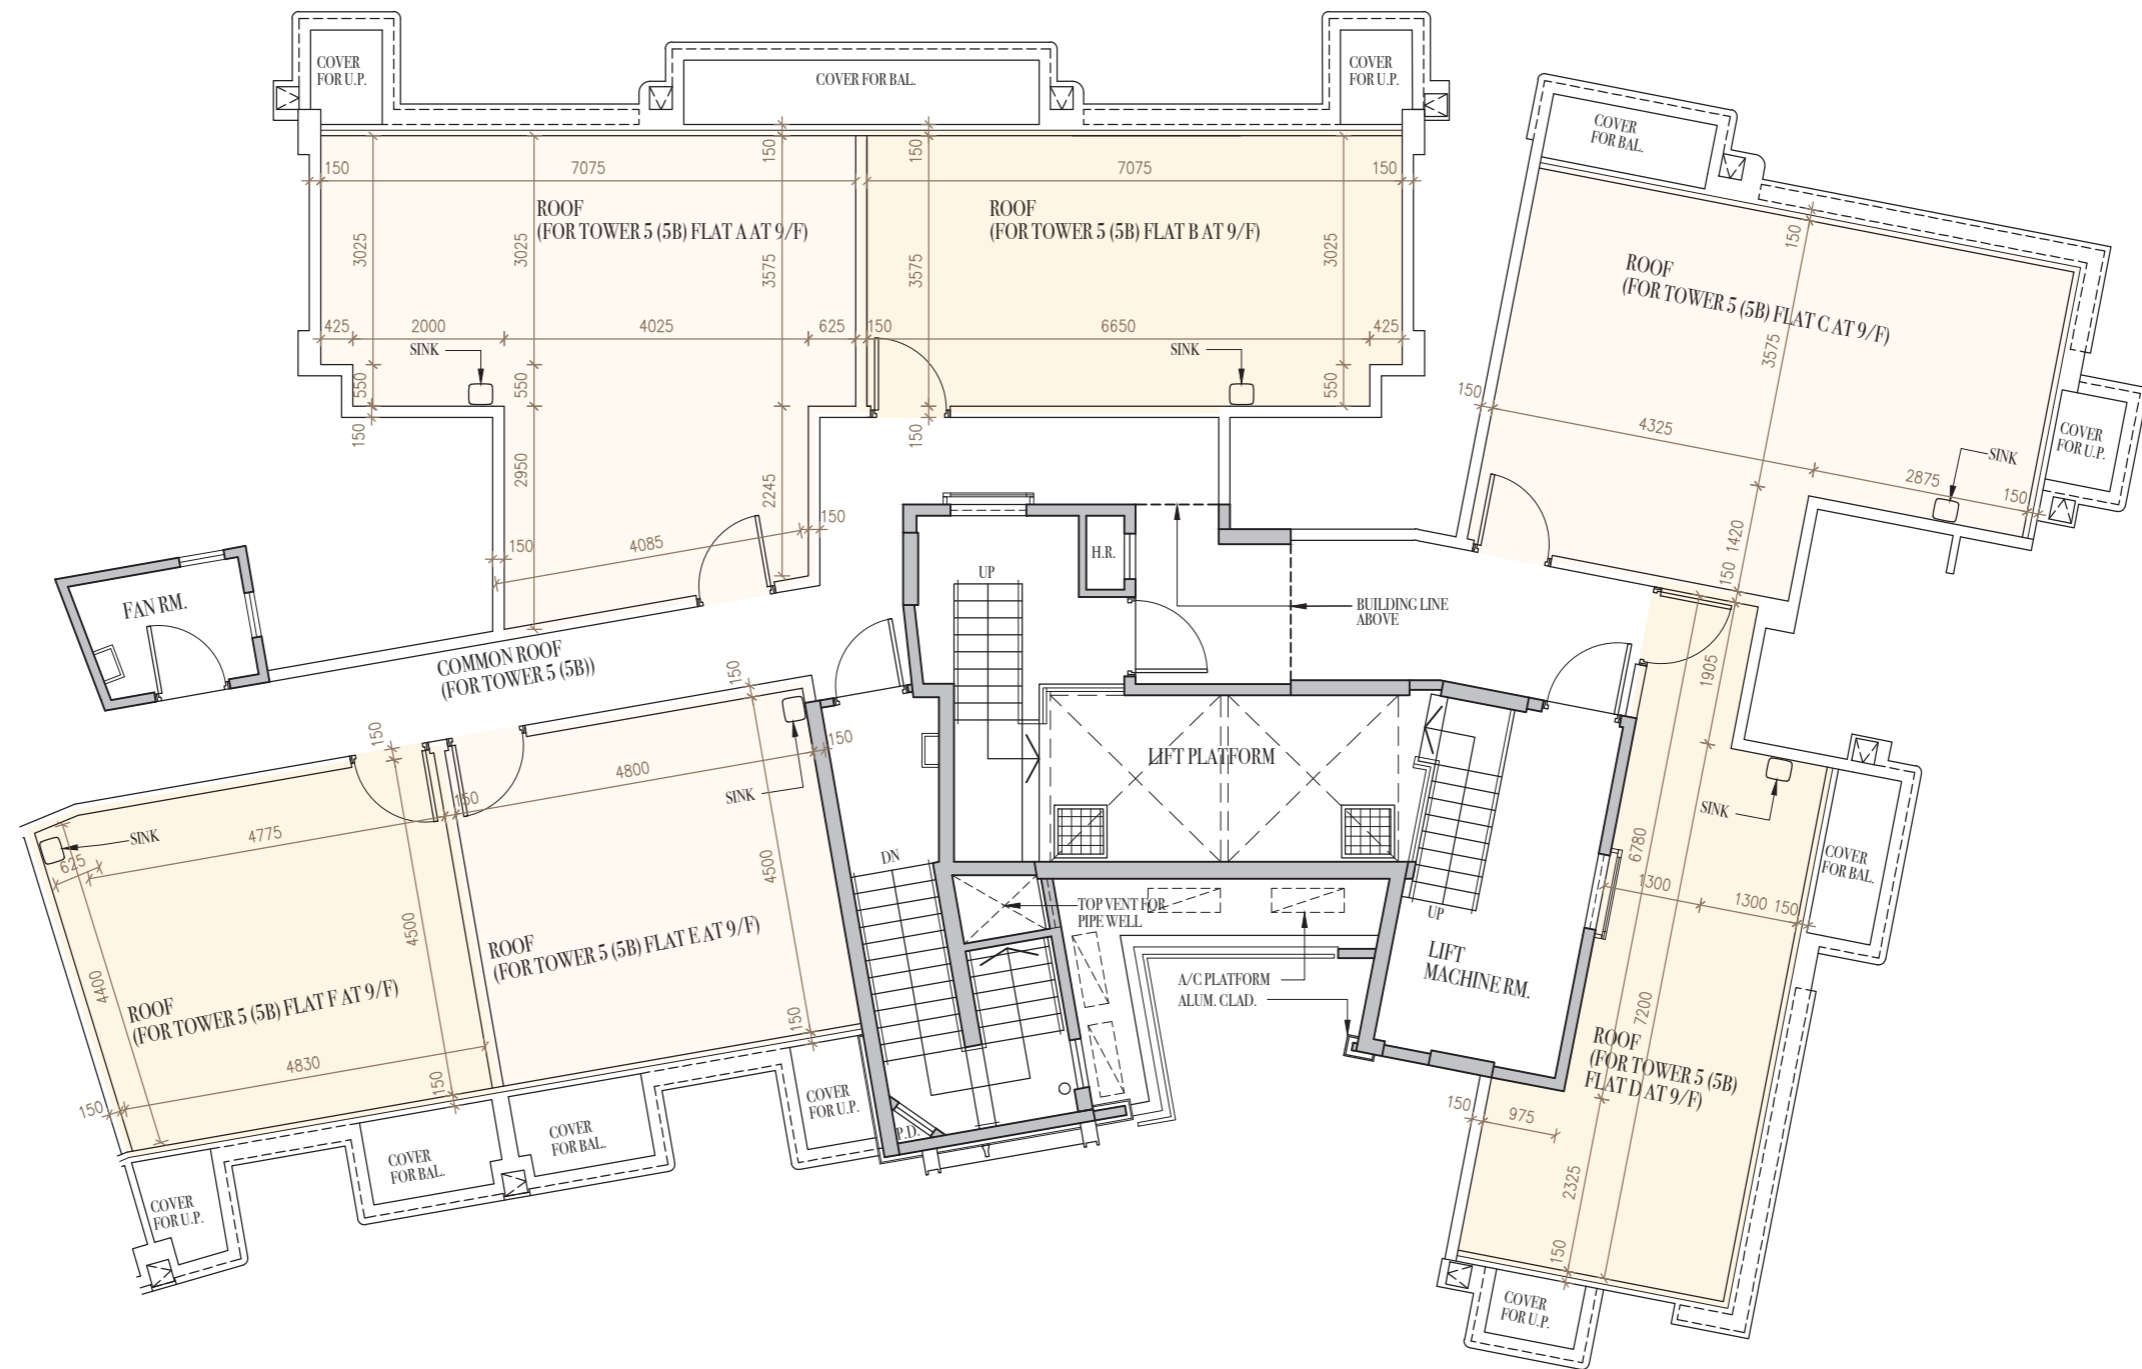 COVER
FOR U.P.
COVER FOR BAL.
COVER
FOR U.P.
COVER
FOR BAL.
150
150
3025
150
7075
3025
150
3575
150
7075
150
3575
3025
150
ROOF
(FOR TOWER 5 (5B) FLAT A AT 9/F)
ROOF
(FOR TOWER 5 (5B) FLAT B AT 9/F)
ROOF
(FOR TOWER 5 (5B) FLAT C AT 9/F)
3575
425
2000
4025
625
150
6650
425
SINK
SINK
550
550
550
150
150
150
4325
2875
150
SINK
COVER
FOR U.P.
2950
2245
150
150
4085
1420
150
H.R.
UP
BUILDING LINE
ABOVE
FAN RM.
COMMON ROOF
(FOR TOWER 5 (5B))
150
150
150
4800
150
SINK
4775
SINK
625
LIFT PLATFORM
1905
SINK
6780
COVER
FOR BAL.
4500
4500
DN
1300
1300
150
TOP VENT FOR
PIPE WELL
UP
LIFT
MACHINE RM.
A/C PLATFORM
ALUM. CLAD.
4400
ROOF
(FOR TOWER 5 (5B) FLAT F AT 9/F)
ROOF
(FOR TOWER 5 (5B) FLAT E AT 9/F)
150
7200
ROOF
(FOR TOWER 5 (5B)
FLAT D AT 9/F)
4830
150
150
COVER
FOR U.P.
P.D.
150
975
COVER
FOR BAL.
COVER
FOR BAL.
COVER
FOR U.P.
2325
150
COVER
FOR U.P.